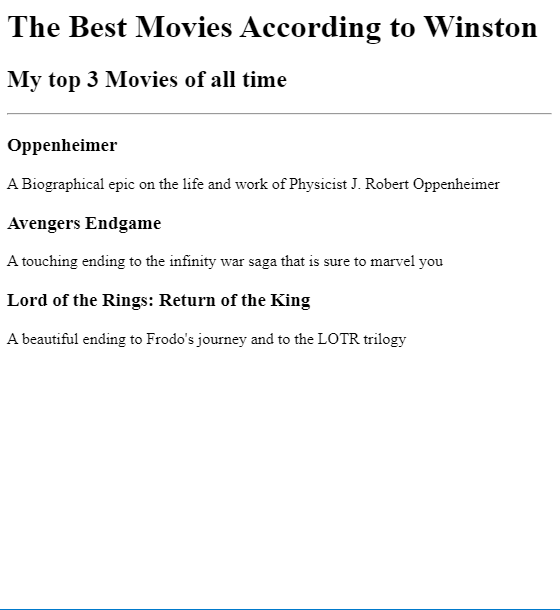 The Best Movies According to Winston
My top 3 Movies of all time
Oppenheimer
A Biographical epic on the life and work of Physicist J. Robert Oppenheimer
Avengers Endgame
A touching ending to the infinity war saga that is sure to marvel you
Lord of the Rings: Return of the King
A beautiful ending to Frodo's journey and to the LOTR trilogy